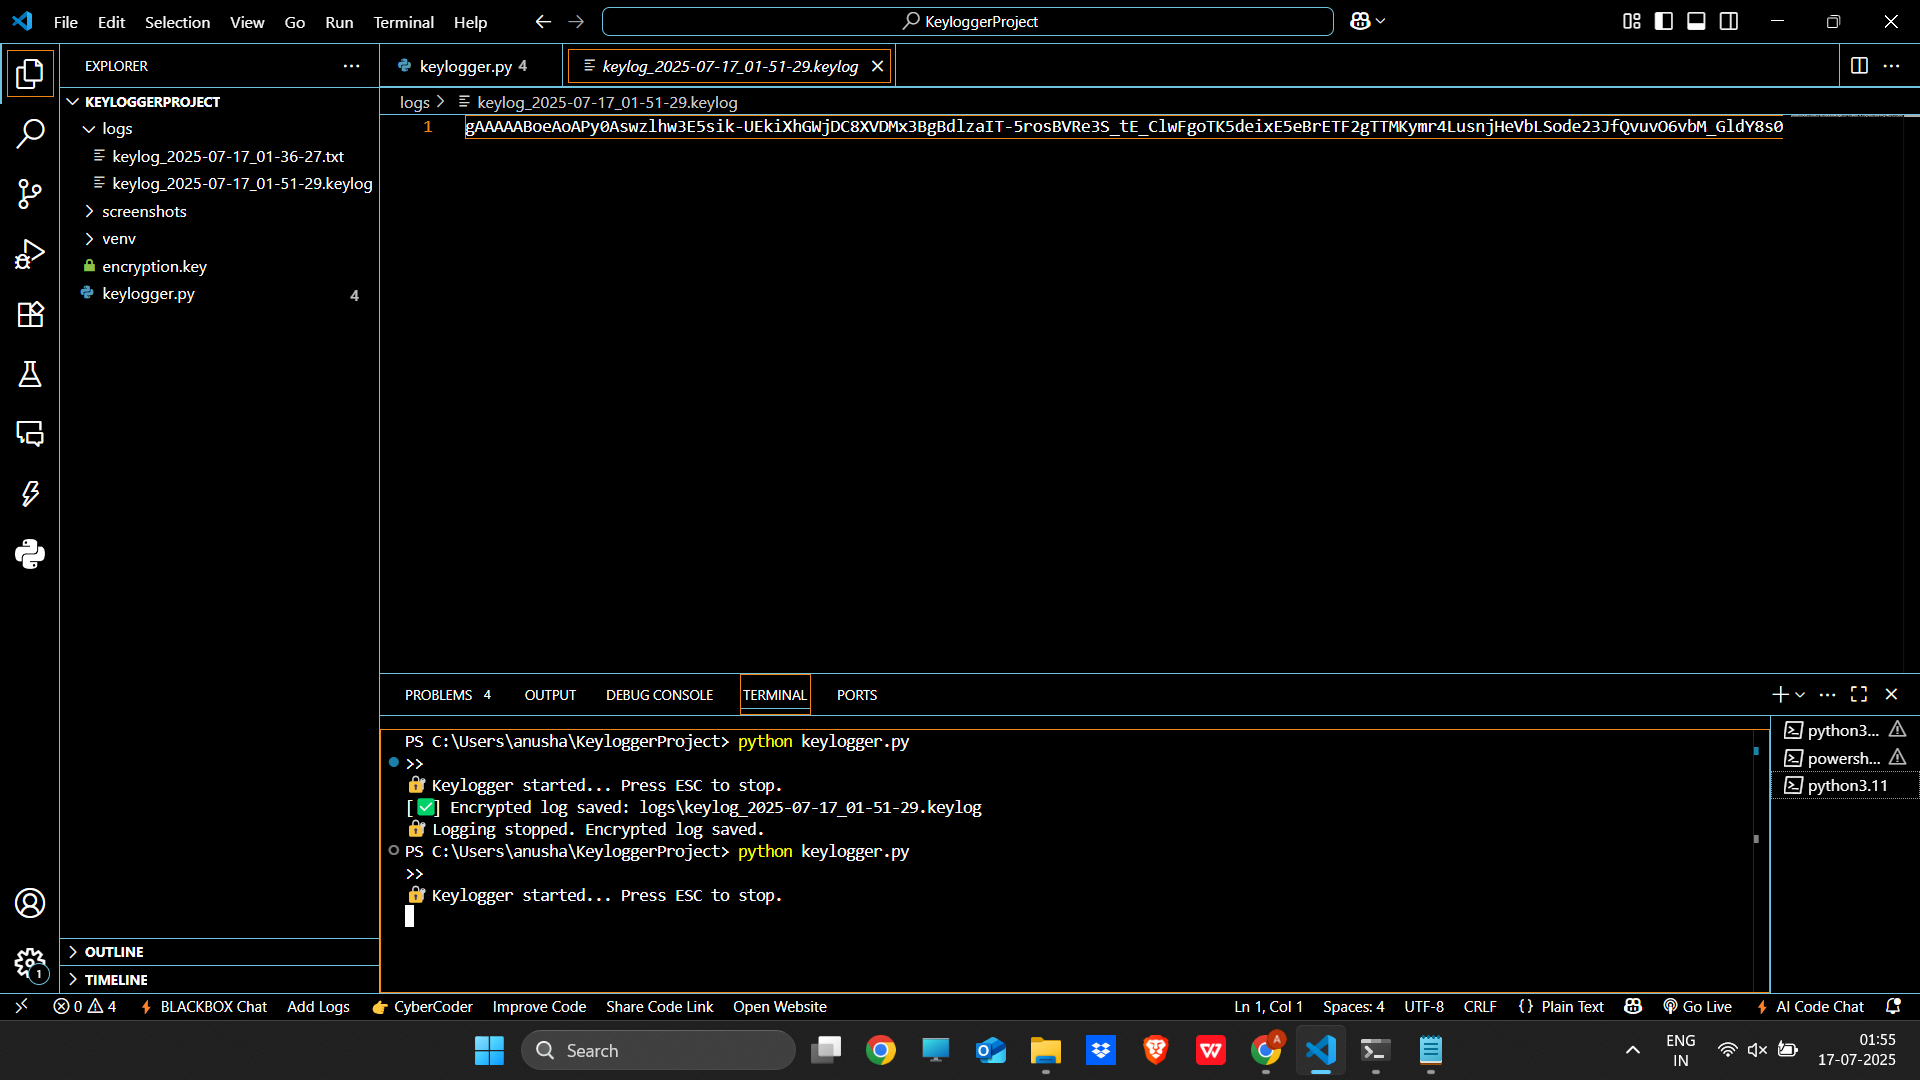 File Edit Selection View Go Run Terminal Help
KeyloggerProject
EXPLORER
keylogger.py 4
keylog_2025-07-17_01-51-29.keylog
KEYLOGGERPROJECT
logs
keylog_2025-07-17_01-36-27.txt
keylog_2025-07-17_01-51-29.keylog
screenshots
venv
encryption.key
keylogger.py 4
logs > keylog_2025-07-17_01-51-29.keylog
1 gAAAAABoeAoAPy0Aswzlhw3E5sik-UEkiXhGWjDC8XVDMx3BgBdlzaIT-5rosBVRe3S_tE_ClwFgoTK5deixE5eBrETF2gTTMKymr4LusnjHeVbLSode23JfQvuvO6vbM_GldY8s0
PROBLEMS 4 OUTPUT DEBUG CONSOLE TERMINAL PORTS
PS C:\Users\anusha\KeyloggerProject> python keylogger.py
>>
🔐 Keylogger started... Press ESC to stop.
[✅] Encrypted log saved: logs\keylog_2025-07-17_01-51-29.keylog
🔐 Logging stopped. Encrypted log saved.
PS C:\Users\anusha\KeyloggerProject> python keylogger.py
>>
🔐 Keylogger started... Press ESC to stop.
python3...
powersh...
python3.11
OUTLINE
TIMELINE
1
0 4 BLACKBOX Chat Add Logs 👉 CyberCoder Improve Code Share Code Link Open Website
Ln 1, Col 1 Spaces: 4 UTF-8 CRLF {} Plain Text Go Live AI Code Chat
Search
A
ENG
IN
01:55
17-07-2025